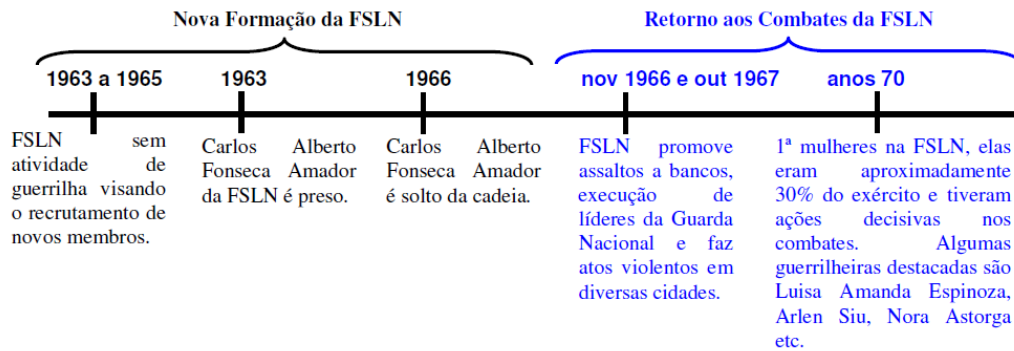 Nova Formação da FSLN
Retorno aos Combates da FSLN
1963 a 1965
1963
1966
nov 1966 e out 1967
anos 70
FSLN sem
atividade de
guerrilha visando
o recrutamento de
novos membros.
Carlos Alberto
Fonseca Amador
da FSLN é preso.
Carlos Alberto
Fonseca Amador
é solto da cadeia.
FSLN promove
assaltos a bancos,
execução de
líderes da Guarda
Nacional e faz
atos violentos em
diversas cidades.
1ª mulheres na FSLN, elas
eram aproximadamente
30% do exército e tiveram
ações decisivas nos
combates. Algumas
guerrilheiras destacadas são
Luisa Amanda Espinoza,
Arlen Siu, Nora Astorga
etc.